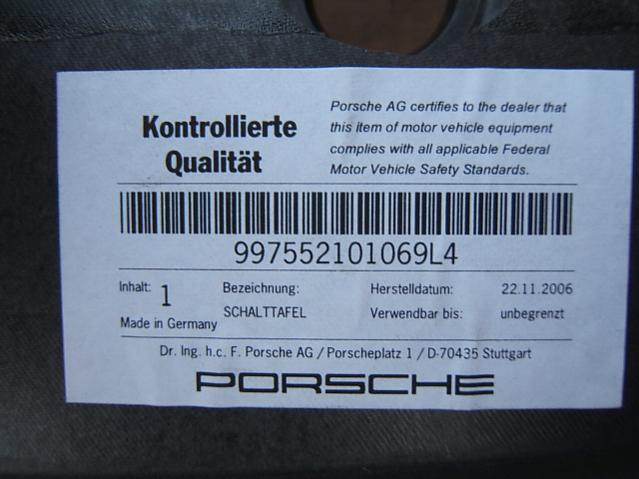 Kontrollierte
Qualität
Porsche AG certifies to the dealer that
this item of motor vehicle equipment
complies with all applicable Federal
Motor Vehicle Safety Standards.
997552101069L4
Inhalt: 1
Made in Germany
Bezeichnung:
SCHALTTAFEL
Herstelldatum: 22.11.2006
Verwendbar bis: unbegrenzt
Dr. Ing. h.c. F. Porsche AG / Porscheplatz 1 / D-70435 Stuttgart
PORSCHE